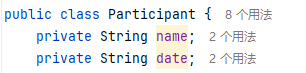 public class Participant {  8 个用法
    private String name;  2 个用法
    private String date;  2 个用法